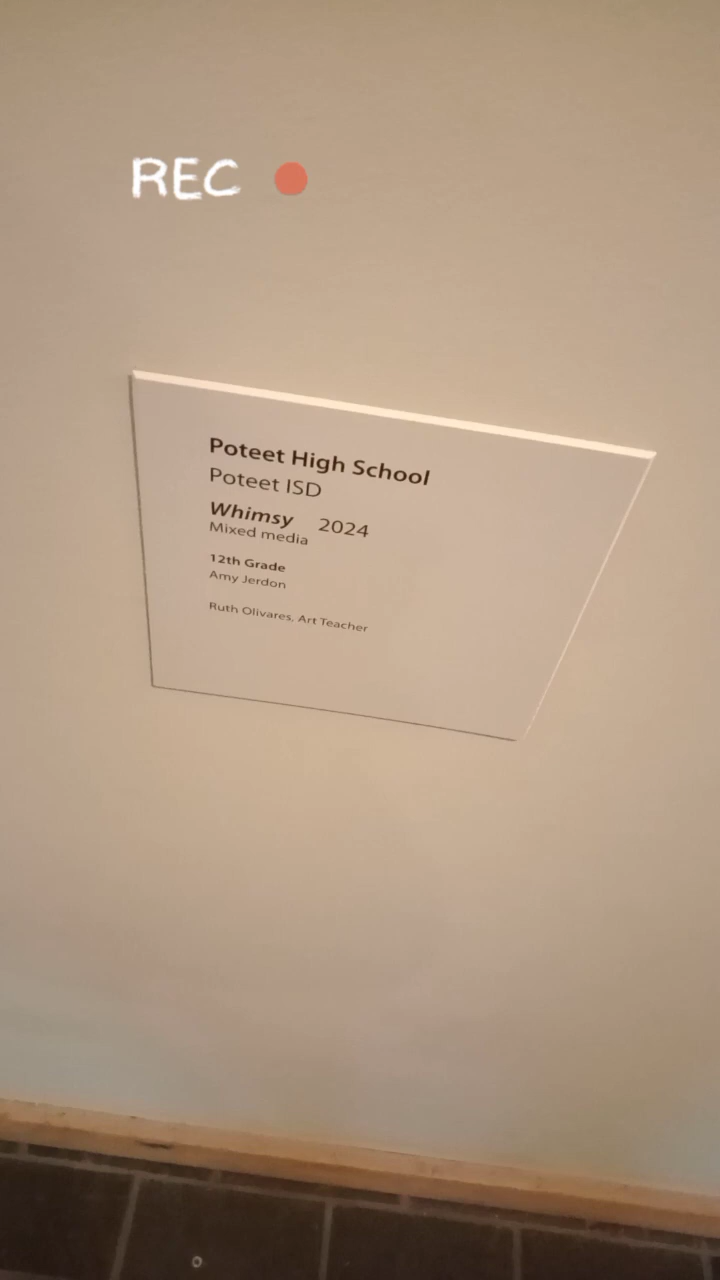 REC
Poteet High School
Poteet ISD
Whimsy 2024
Mixed media
12th Grade
Amy Jerdon
Ruth Olivares, Art Teacher